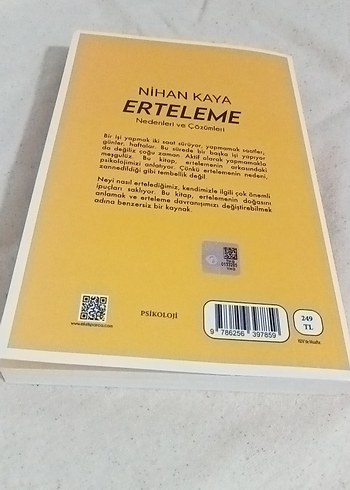 NİHAN KAYA
ERTELEME
Nedenleri ve Çözümleri
Bir işi yapmak iki saat sürüyor, yapmamak saatler,
günler, haftalar. Bu sürede bir başka işi yapıyor
da değiliz çoğu zaman. Aktif olarak yapmamakla
meşgulüz. Bu kitap, ertelemenin arkasındaki
psikolojimizi anlatıyor. Çünkü ertelemenin nedeni,
zannedildiği gibi tembellik değil.
Neyi nasıl ertelediğimiz, kendimizle ilgili çok önemli
ipuçları saklıyor. Bu kitap, ertelemenin doğasını
anlamak ve erteleme davranışımızı değiştirebilmek
adına benzersiz bir kaynak.
PSİKOLOJİ
9 786256 397859
249
TL